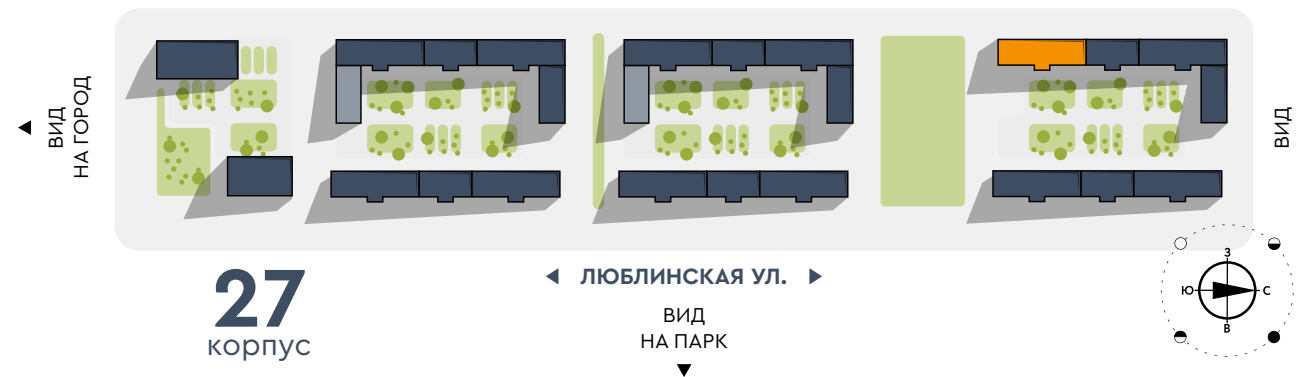 ВИД
НА ГОРОД
ВИД
27
корпус
ЛЮБЛИНСКАЯ УЛ.
ВИД
НА ПАРК
З
Ю
С
В